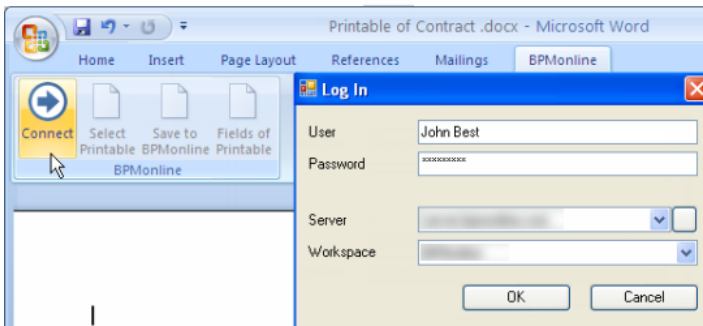 Printable of Contract .docx - Microsoft Word
Home Insert Page Layout References Mailings BPMonline
Connect
Select Printable
Save to BPMonline
Fields of Printable
BPMonline
Log In
User John Best
Password xxxxxxxxx
Server
Workspace
OK Cancel